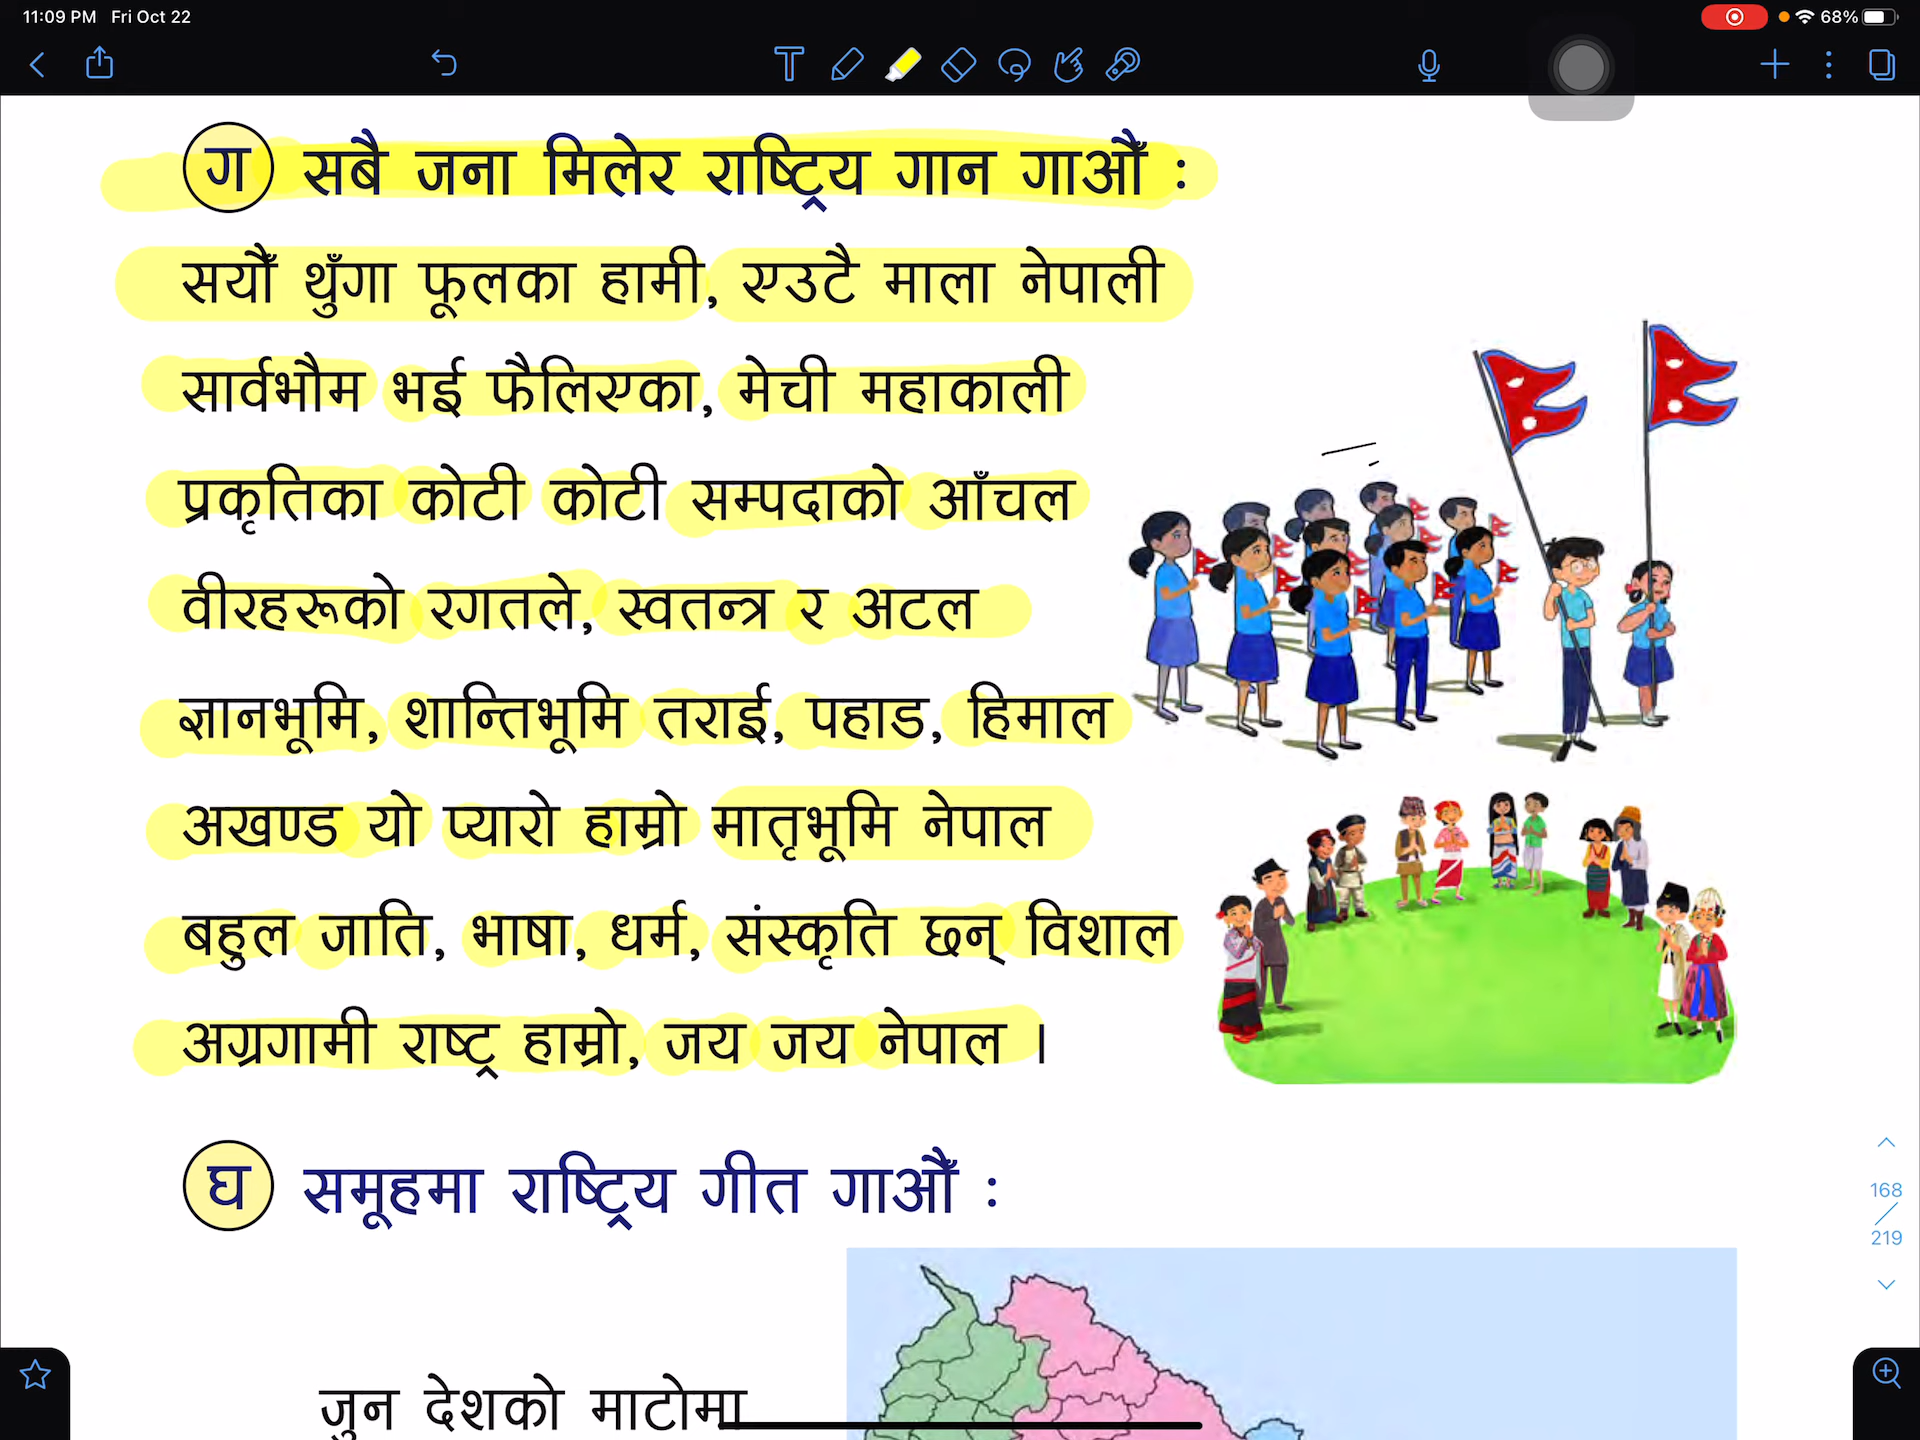 11:09 PM Fri Oct 22 68%
ग सबै जना मिलेर राष्ट्रिय गान गाऔँ :
सयौँ थुँगा फूलका हामी, एउटै माला नेपाली
सार्वभौम भई फैलिएका, मेची महाकाली
प्रकृतिका कोटी कोटी सम्पदाको आँचल
वीरहरूको रगतले, स्वतन्त्र र अटल
ज्ञानभूमि, शान्तिभूमि तराई, पहाड, हिमाल
अखण्ड यो प्यारो हाम्रो मातृभूमि नेपाल
बहुल जाति, भाषा, धर्म, संस्कृति छन् विशाल
अग्रगामी राष्ट्र हाम्रो, जय जय नेपाल ।
घ समूहमा राष्ट्रिय गीत गाऔँ :
168
/
219
जुन देशको माटोमा